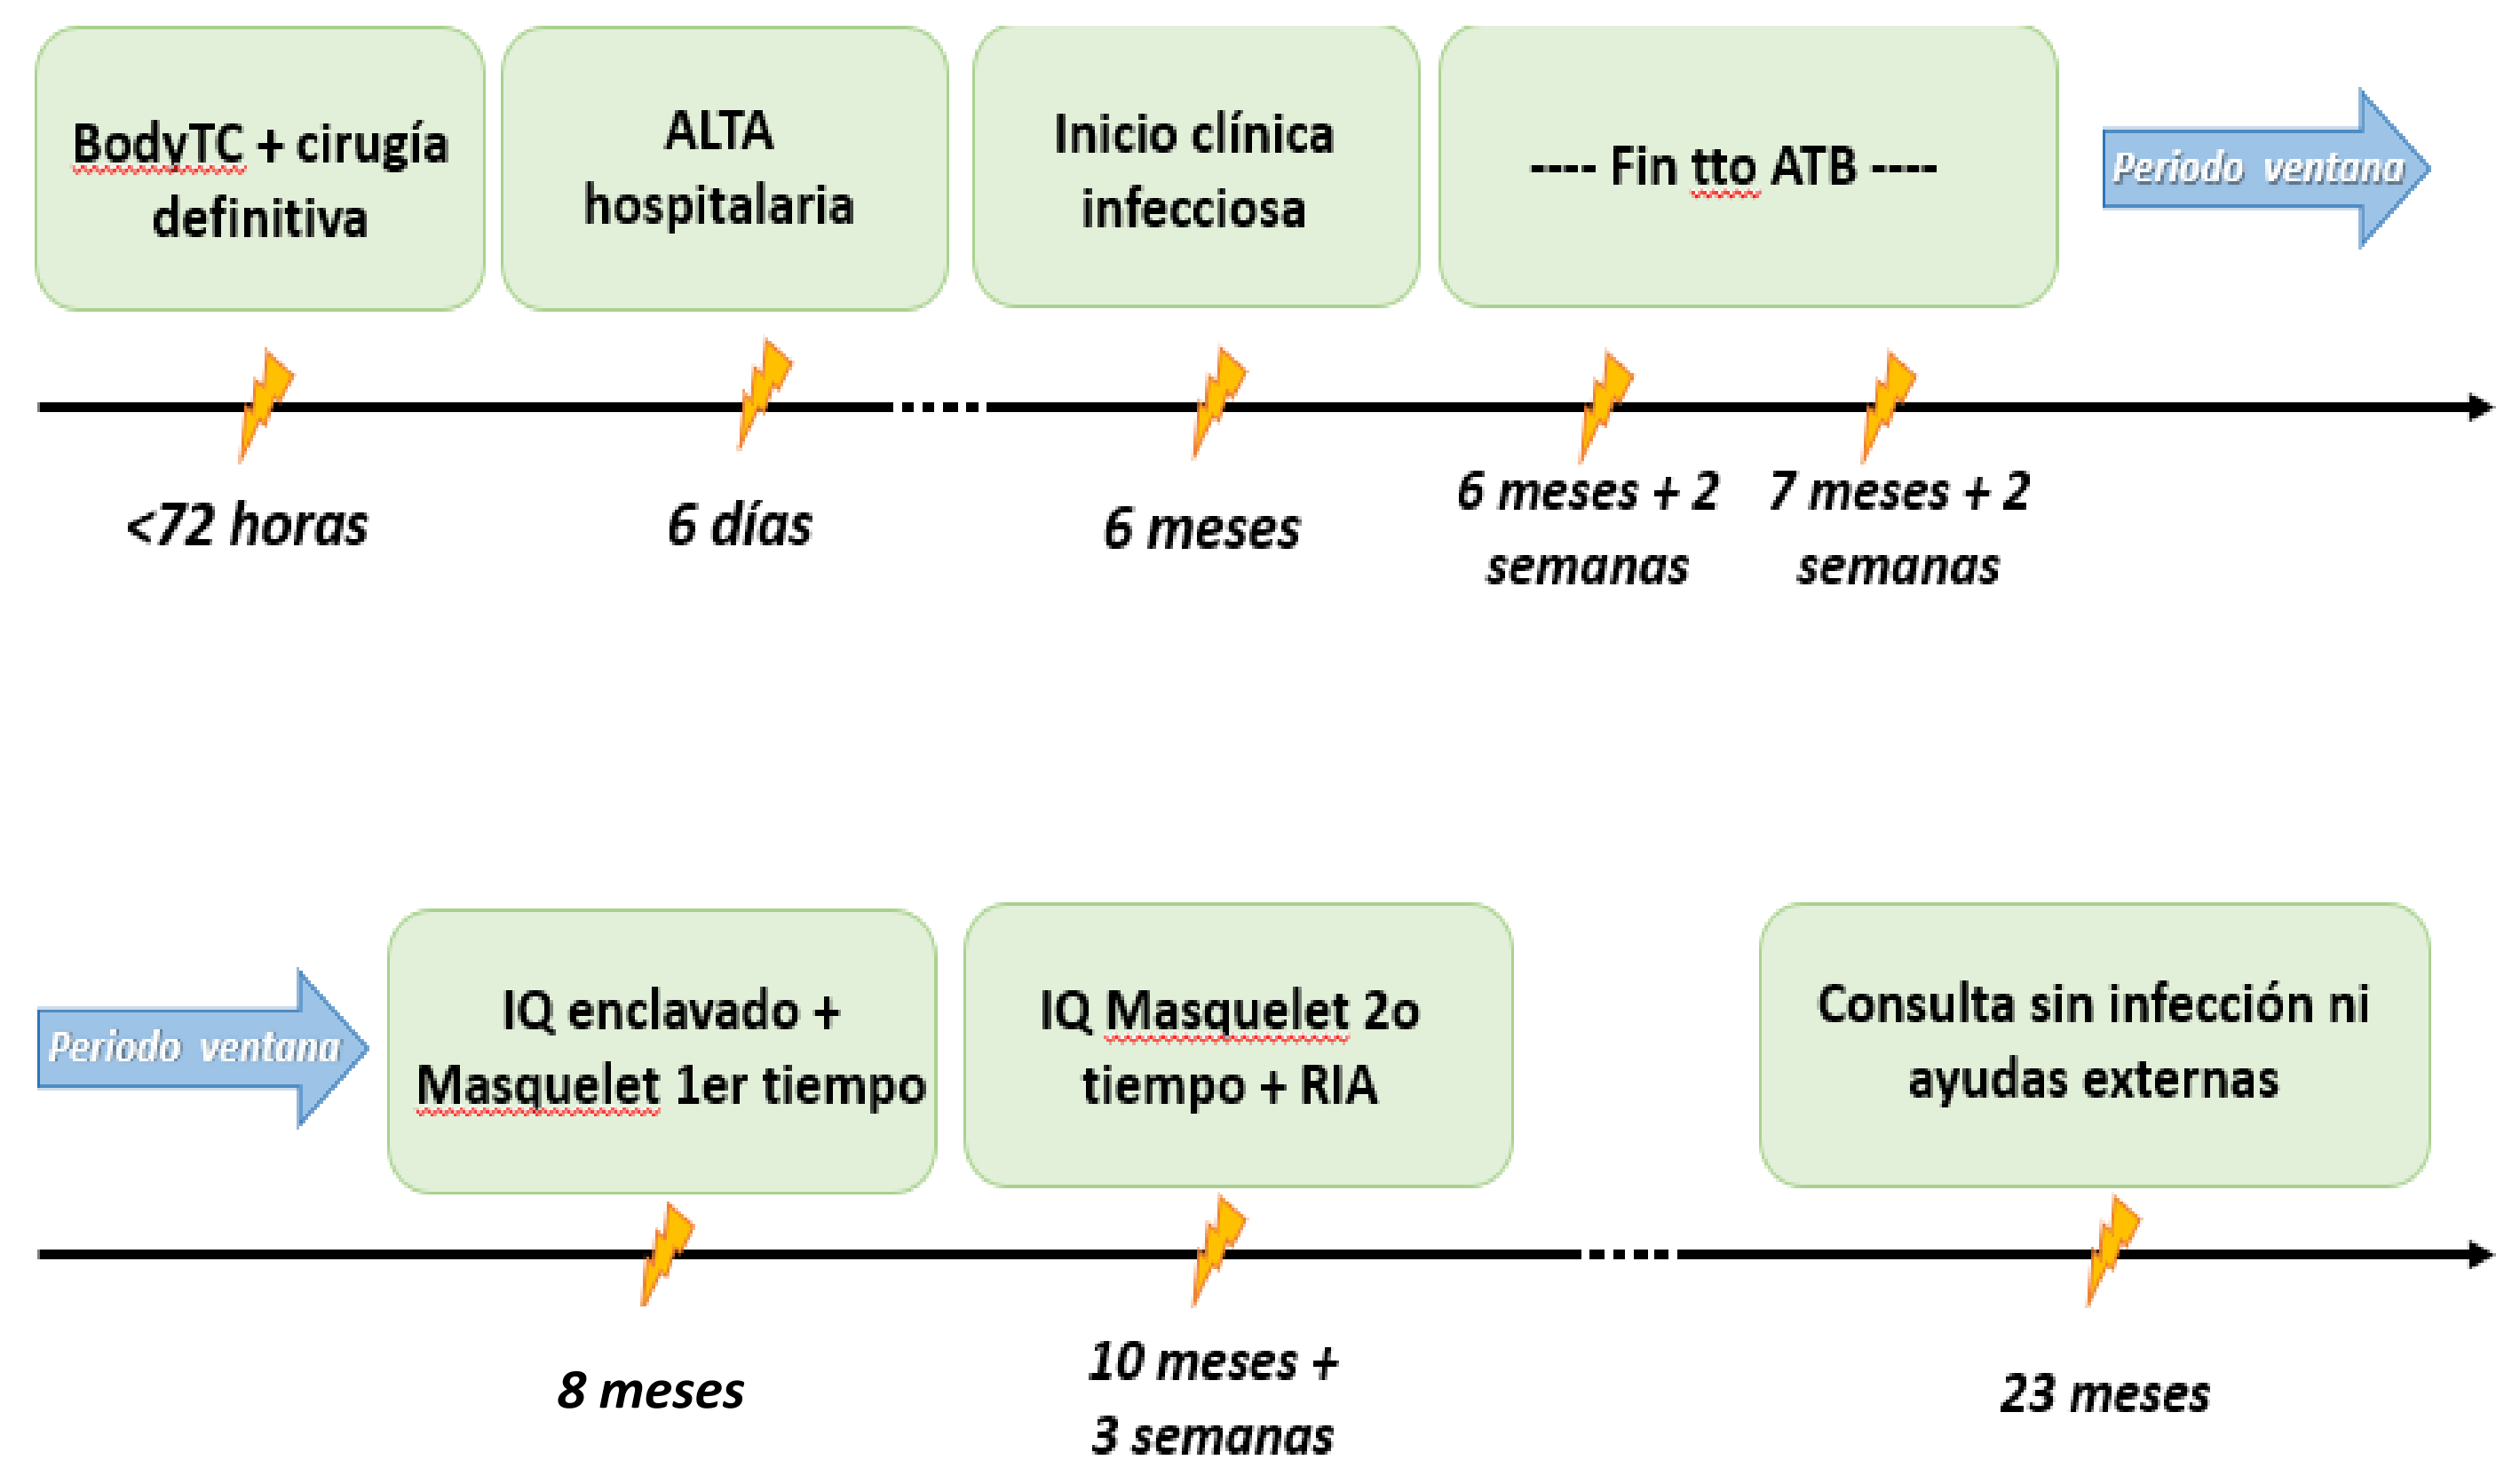 BodyTC + cirugía
definitiva
ALTA
hospitalaria
Inicio clínica
infecciosa
---- Fin tto ATB ----
Periodo ventana
<72 horas
6 días
6 meses
6 meses + 2
semanas
7 meses + 2
semanas
Periodo ventana
IQ enclavado +
Masquelet 1er tiempo
IQ Masquelet 2o
tiempo + RIA
Consulta sin infección ni
ayudas externas
8 meses
10 meses +
3 semanas
23 meses